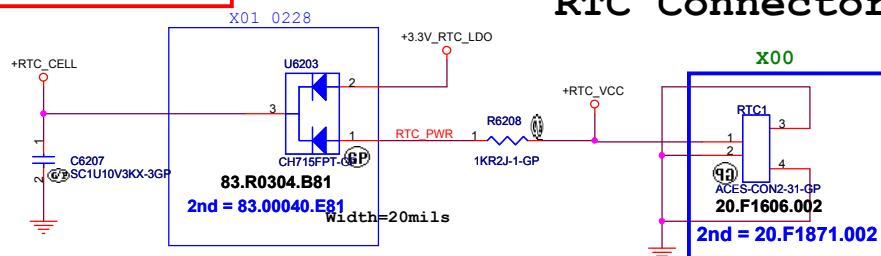 RTC Connector
X01 0228
+RTC_CELL
U6203
+3.3V_RTC_LDO
X00
3
2
+RTC_VCC
1
RTC_PWR
1
R6208
RTC1
1
2
3
4
1
2
C6207
SC1U10V3KX-3GP
CH715FPT-GP
GP
1KR2J-1-GP
83.R0304.B81
2nd = 83.00040.E81
Width=20mils
ACES-CON2-31-GP
20.F1606.002
2nd = 20.F1871.002